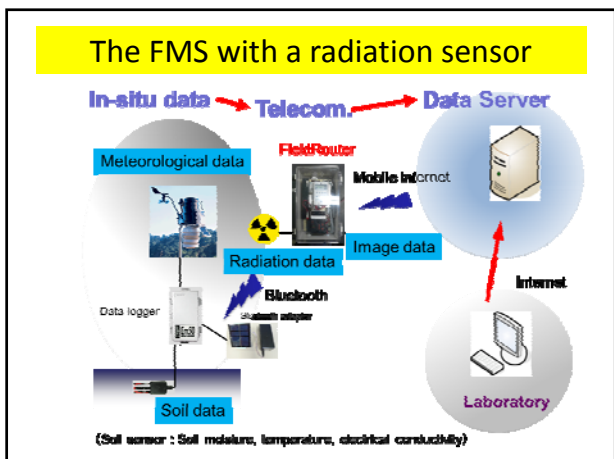 The FMS with a radiation sensor
In-situ data
Telecom.
Data Server
FieldRouter
Meteorological data
Mobile Internet
Radiation data
Image data
Bluetooth
Bluetooth adapter
Data logger
Internet
Soil data
Laboratory
(Soil sensor : Soil moisture, temperature, electrical conductivity)